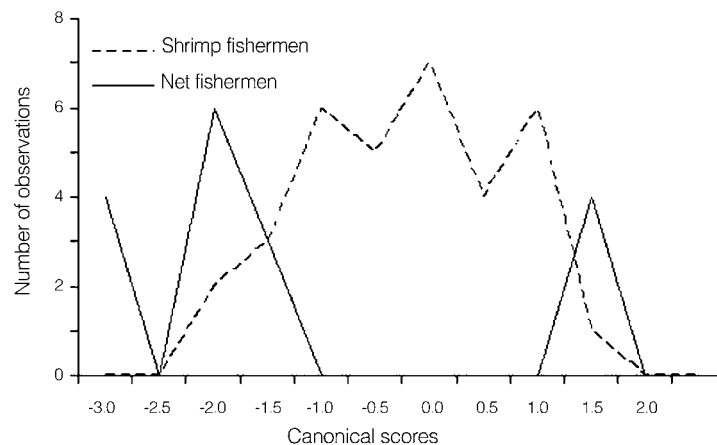 8
Shrimp fishermen
Net fishermen
6
Number of observations
4
2
0
-3.0 -2.5 -2.0 -1.5 -1.0 -0.5 0.0 0.5 1.0 1.5 2.0
Canonical scores